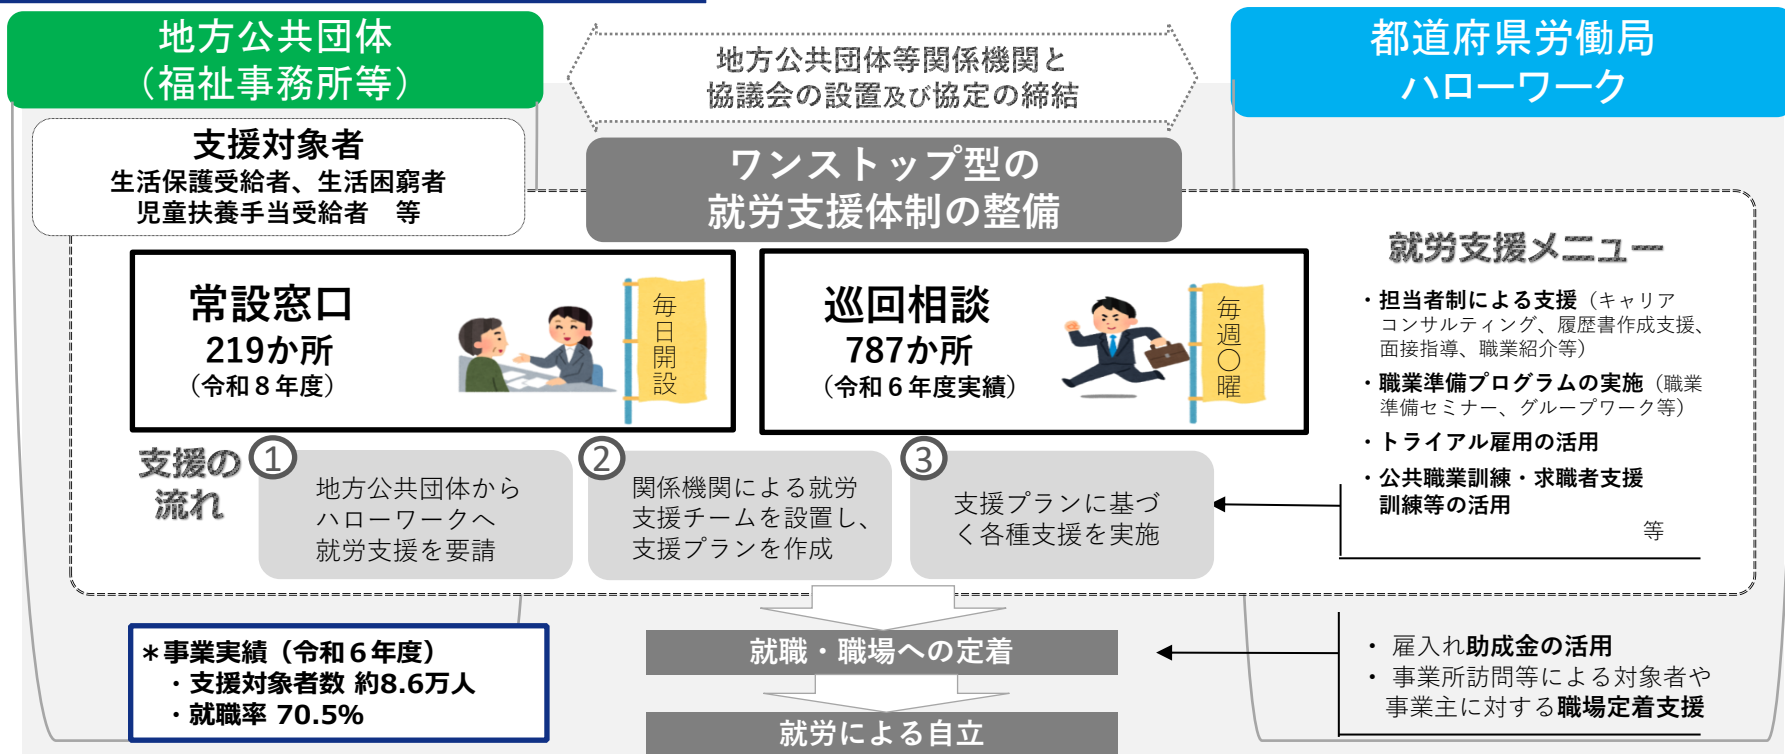 地方公共団体
（福祉事務所等）
地方公共団体等関係機関と
協議会の設置及び協定の締結
都道府県労働局
ハローワーク
支援対象者
生活保護受給者、生活困窮者
児童扶養手当受給者　等
ワンストップ型の
就労支援体制の整備
常設窓口
219か所
（令和８年度）
毎日開設
巡回相談
787か所
（令和６年度実績）
毎週〇曜
就労支援メニュー
・担当者制による支援（キャリア
コンサルティング、履歴書作成支援、
面接指導、職業紹介等）
・職業準備プログラムの実施（職業
準備セミナー、グループワーク等）
・トライアル雇用の活用
・公共職業訓練・求職者支援
訓練等の活用
等
支援の
流れ
①
地方公共団体から
ハローワークへ
就労支援を要請
②
関係機関による就労
支援チームを設置し、
支援プランを作成
③
支援プランに基づ
く各種支援を実施
＊事業実績（令和６年度）
・支援対象者数 約8.6万人
・就職率 70.5%
就職・職場への定着
就労による自立
・ 雇入れ助成金の活用
・ 事業所訪問等による対象者や
事業主に対する職場定着支援